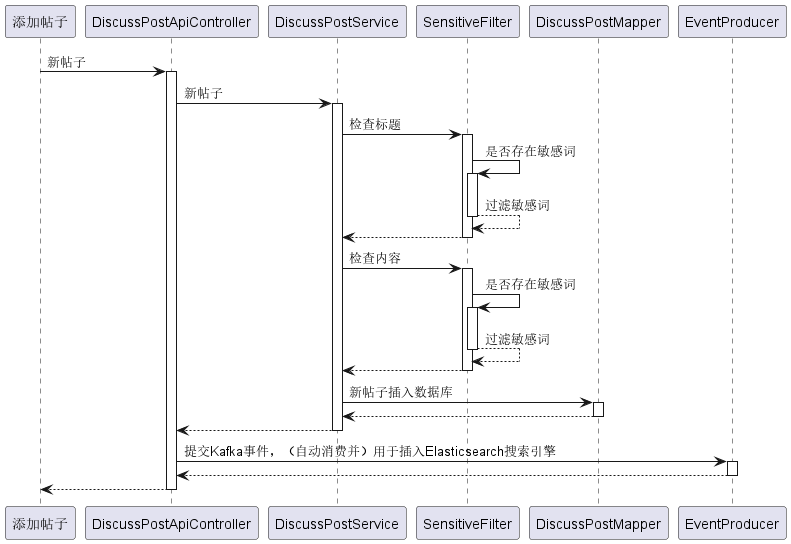 添加帖子
DiscussPostApiController
DiscussPostService
SensitiveFilter
DiscussPostMapper
EventProducer
新帖子
新帖子
检查标题
是否存在敏感词
过滤敏感词
检查内容
是否存在敏感词
过滤敏感词
新帖子插入数据库
提交Kafka事件，（自动消费并）用于插入Elasticsearch搜索引擎
添加帖子
DiscussPostApiController
DiscussPostService
SensitiveFilter
DiscussPostMapper
EventProducer